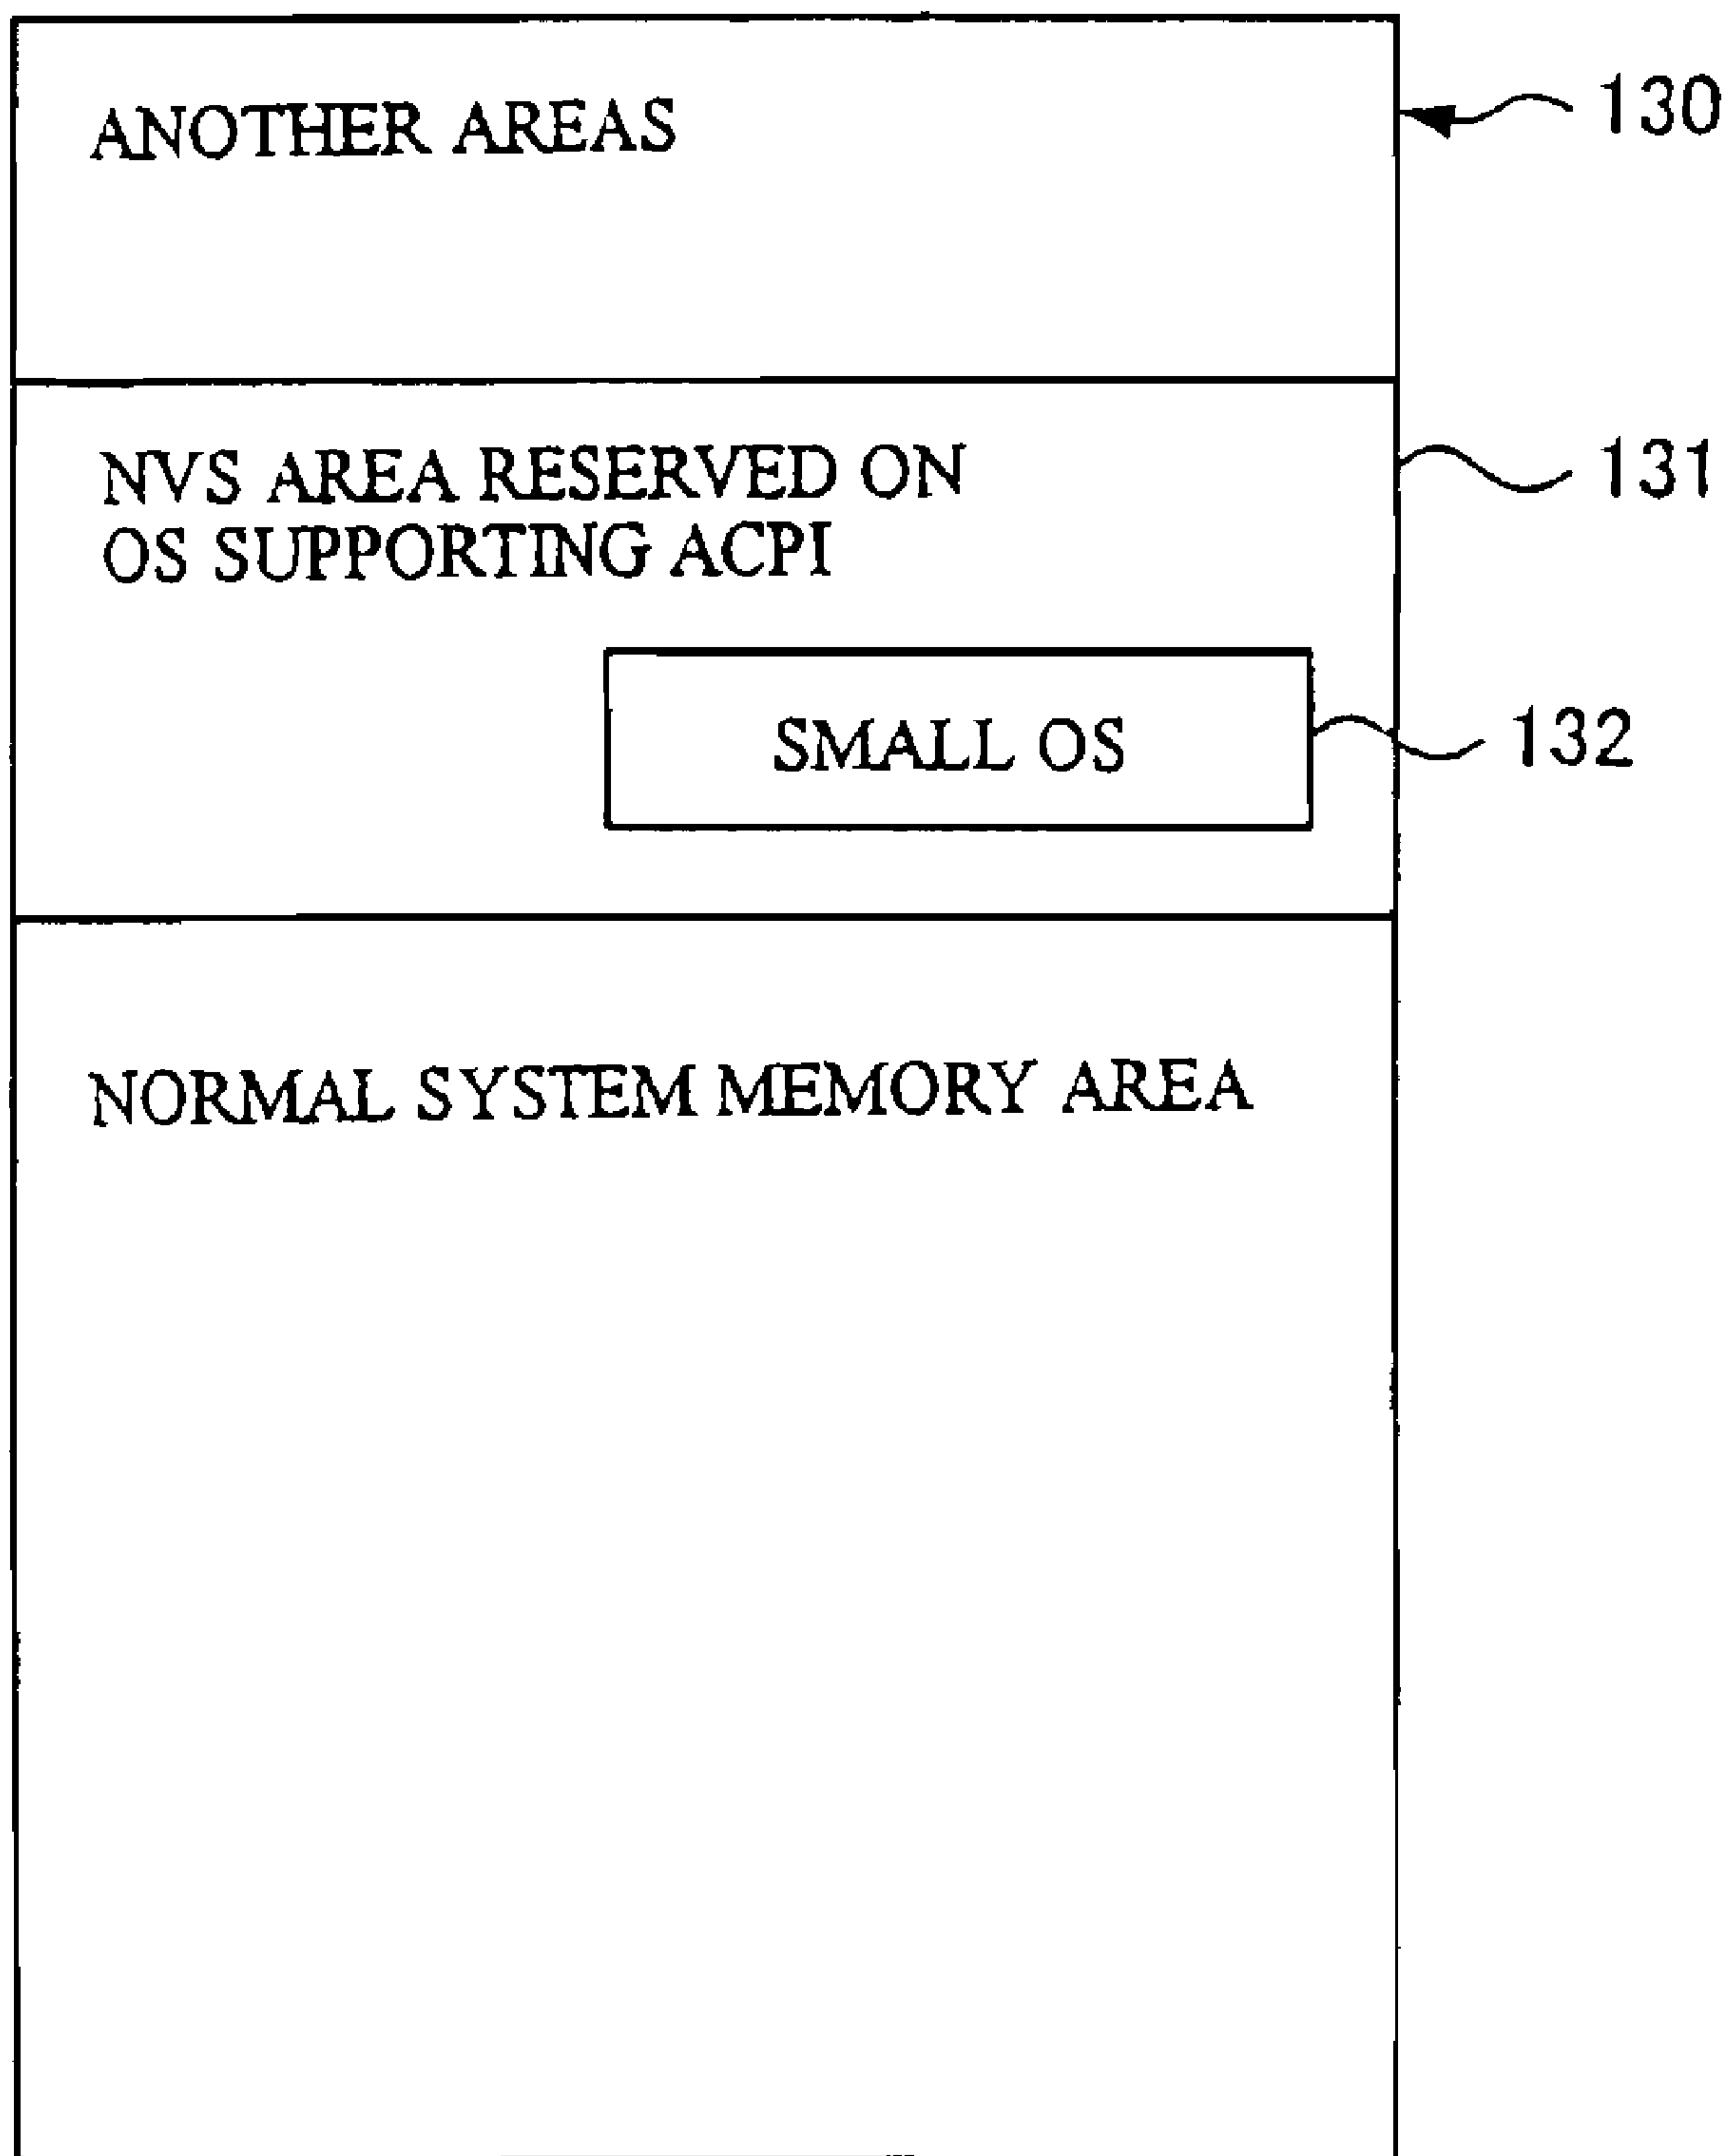 ANOTHER AREAS
130
NVS AREA RESERVED ON
OS SUPPORTING ACPI
131
SMALL OS
132
NORMAL SYSTEM MEMORY AREA